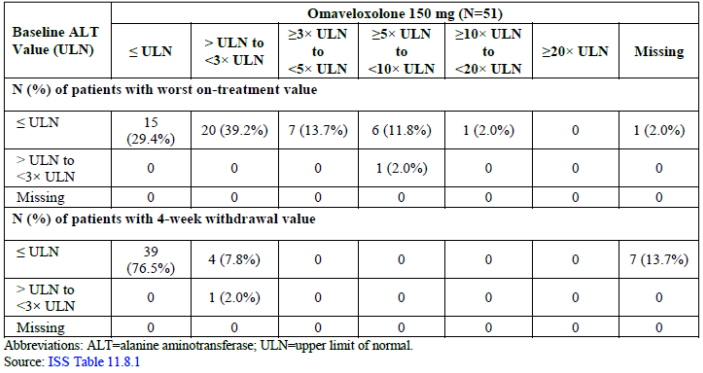 Baseline ALT Value (ULN)
Omaveloxolone 150 mg (N=51)
≤ ULN
> ULN to <3× ULN
≥3× ULN to <5× ULN
≥5× ULN to <10× ULN
≥10× ULN to <20× ULN
≥20× ULN
Missing
N (%) of patients with worst on-treatment value
≤ ULN 15 (29.4%) 20 (39.2%) 7 (13.7%) 6 (11.8%) 1 (2.0%) 0 1 (2.0%)
> ULN to <3× ULN 0 0 0 1 (2.0%) 0 0 0
Missing 0 0 0 0 0 0 0
N (%) of patients with 4-week withdrawal value
≤ ULN 39 (76.5%) 4 (7.8%) 0 0 0 0 7 (13.7%)
> ULN to <3× ULN 0 1 (2.0%) 0 0 0 0 0
Missing 0 0 0 0 0 0 0
Abbreviations: ALT=alanine aminotransferase; ULN=upper limit of normal.
Source: ISS Table 11.8.1